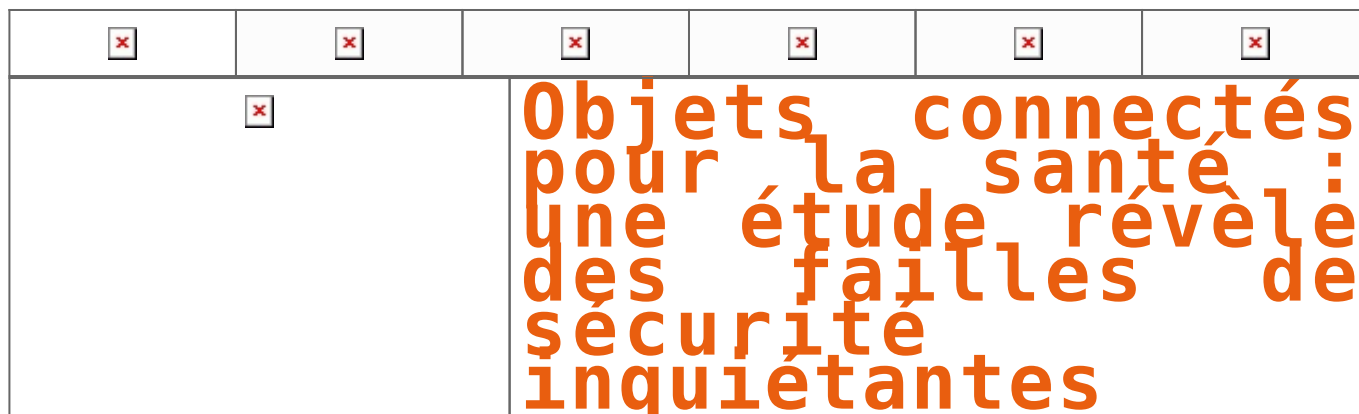 Objets connectés
pour la santé :
une étude révèle
des failles de
sécurité
inquiétantes